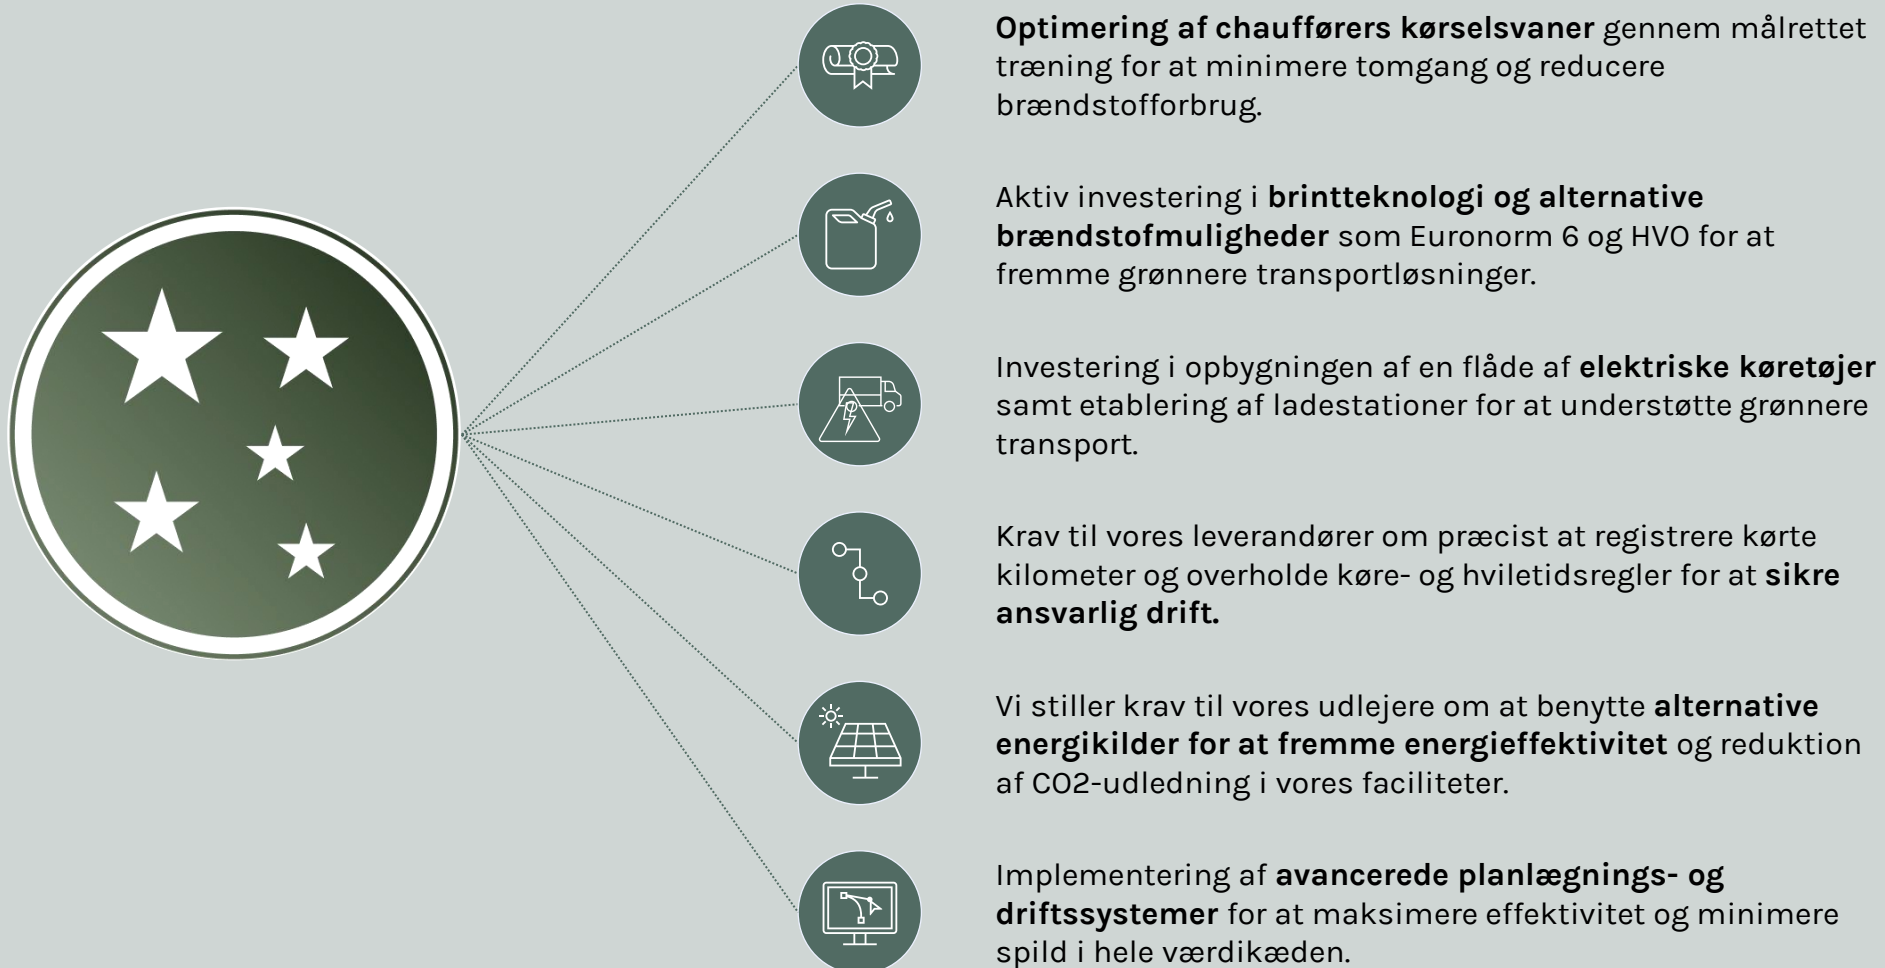 Optimering af chaufførers kørselsvaner gennem målrettet
træning for at minimere tomgang og reducere
brændstofforbrug.
Aktiv investering i brintteknologi og alternative
brændstofmuligheder som Euronorm 6 og HVO for at
fremme grønnere transportløsninger.
Investering i opbygningen af en flåde af elektriske køretøjer
samt etablering af ladestationer for at understøtte grønnere
transport.
Krav til vores leverandører om præcist at registrere kørte
kilometer og overholde køre- og hviletidsregler for at sikre
ansvarlig drift.
Vi stiller krav til vores udlejere om at benytte alternative
energikilder for at fremme energieffektivitet og reduktion
af CO2-udledning i vores faciliteter.
Implementering af avancerede planlægnings- og
driftssystemer for at maksimere effektivitet og minimere
spild i hele værdikæden.